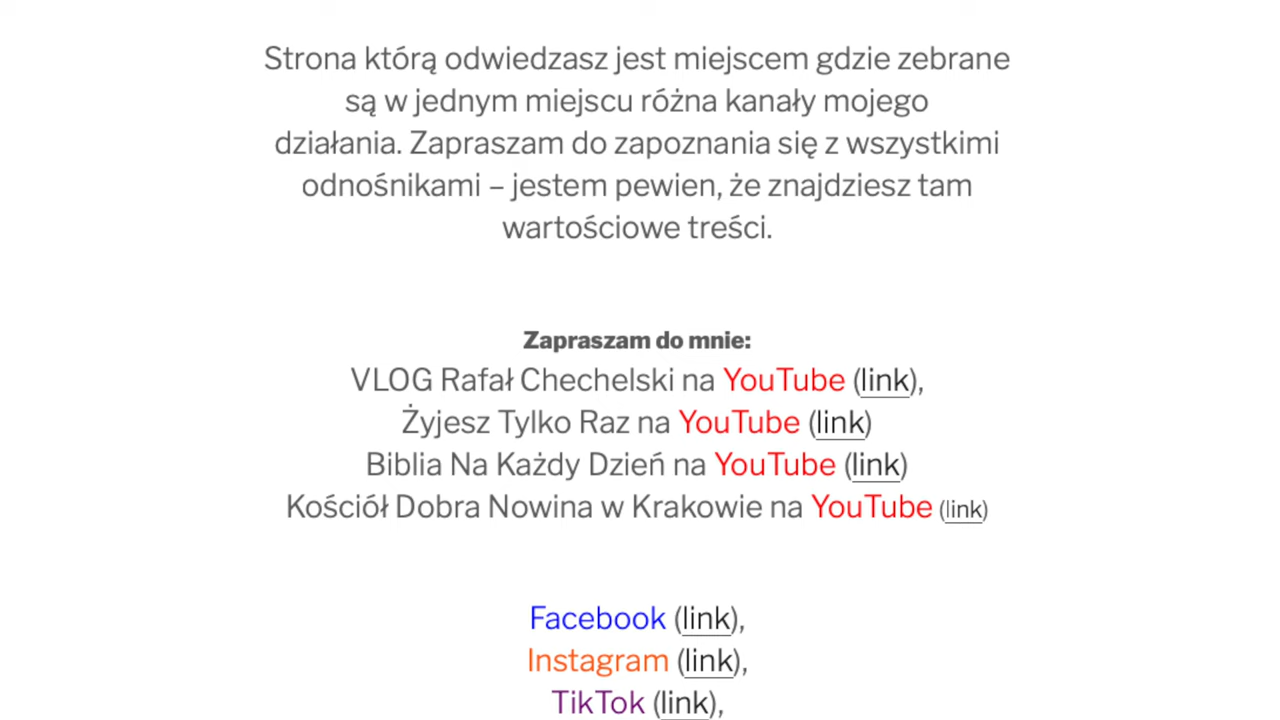 Strona którą odwiedzasz jest miejscem gdzie zebrane
są w jednym miejscu różna kanały mojego
działania. Zapraszam do zapoznania się z wszystkimi
odnośnikami – jestem pewien, że znajdziesz tam
wartościowe treści.
Zapraszam do mnie:
VLOG Rafał Chechelski na YouTube (link),
Żyjesz Tylko Raz na YouTube (link)
Biblia Na Każdy Dzień na YouTube (link)
Kościół Dobra Nowina w Krakowie na YouTube (link)
Facebook (link),
Instagram (link),
TikTok (link),